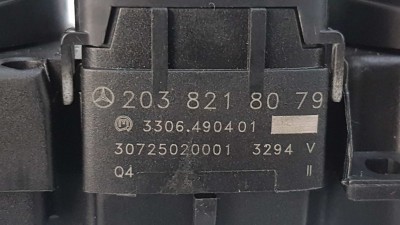 203 821 80 79
3306.490401
30725020001 3294 V
Q4 II